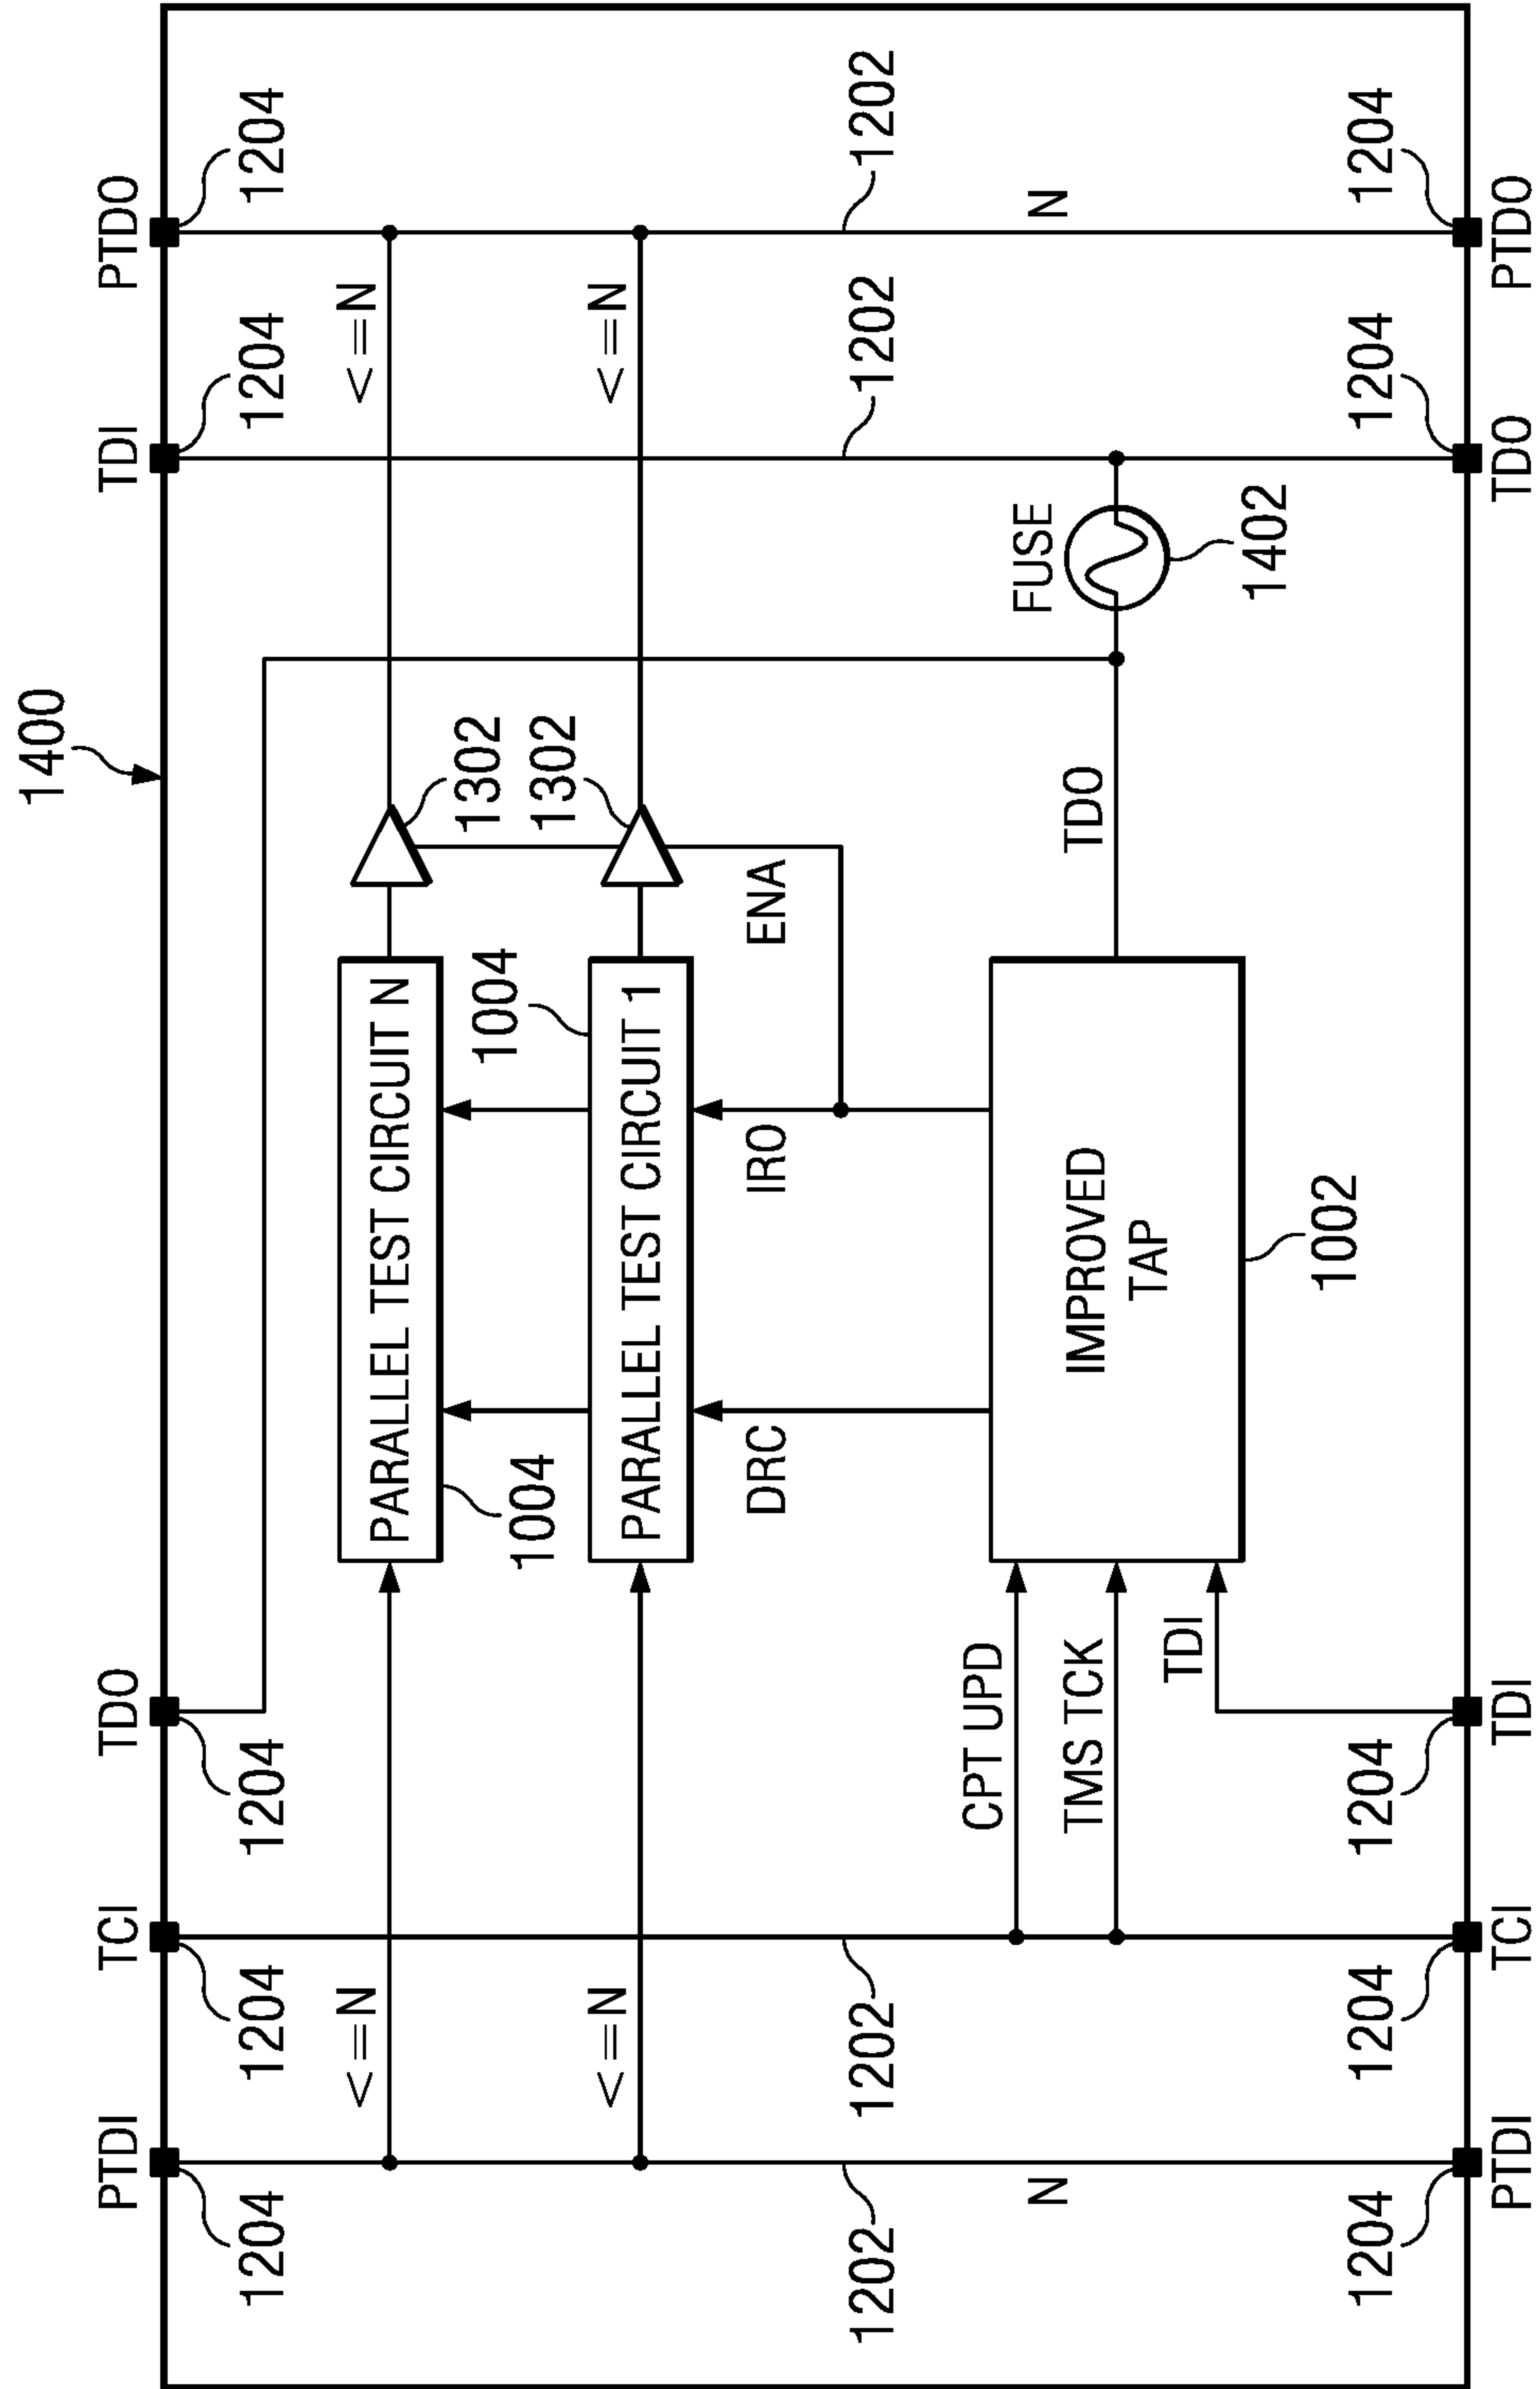 1400
PTDI
TCI
TDO
TDI
PTDO
1204
1204
1204
1204
1204
<=N
PARALLEL TEST CIRCUIT N
<=N
1004
1004
1302
1302
<=N
PARALLEL TEST CIRCUIT 1
<=N
DRC
IRO
ENA
1202
1202
1202
1202
CPT UPD
TMS TCK
TDI
IMPROVED
TAP
TDO
FUSE
N
N
1402
1002
1204
1204
1204
1204
1204
PTDI
TCI
TDI
TDO
PTDO